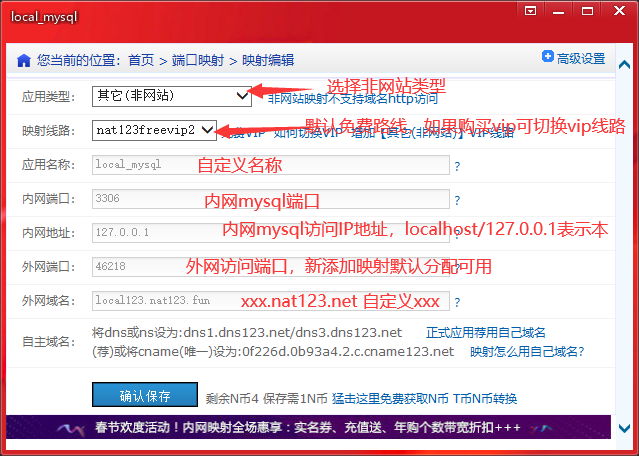 local_mysql
您当前的位置：首页 > 端口映射 > 映射编辑
高级设置
应用类型： 其它(非网站) 选择非网站类型
非网站映射不支持域名http访问
映射线路： nat123freevip2 默认免费路线，如果购买vip可切换vip线路
免费VIP 如何切换VIP 增加【其它(非网站)】VIP线路
应用名称： local_mysql 自定义名称 ?
内网端口： 3306 内网mysql端口 ?
内网地址： 127.0.0.1 内网mysql访问IP地址，localhost/127.0.0.1表示本
外网端口： 46218 外网访问端口，新添加映射默认分配可用 ?
外网域名： local123.nat123.fun xxx.nat123.net 自定义xxx ?
自主域名： 将dns或ns设为:dns1.dns123.net/dns3.dns123.net 正式应用荐用自己域名
(荐)或将cname(唯一)设为:0f226d.0b93a4.2.c.cname123.net 映射怎么用自己域名?
确认保存 剩余N币4 保存需1N币 猛击这里免费获取N币 T币N币转换
春节欢度活动！内网映射全场惠享：实名券、充值送、年购个数带宽折扣+++